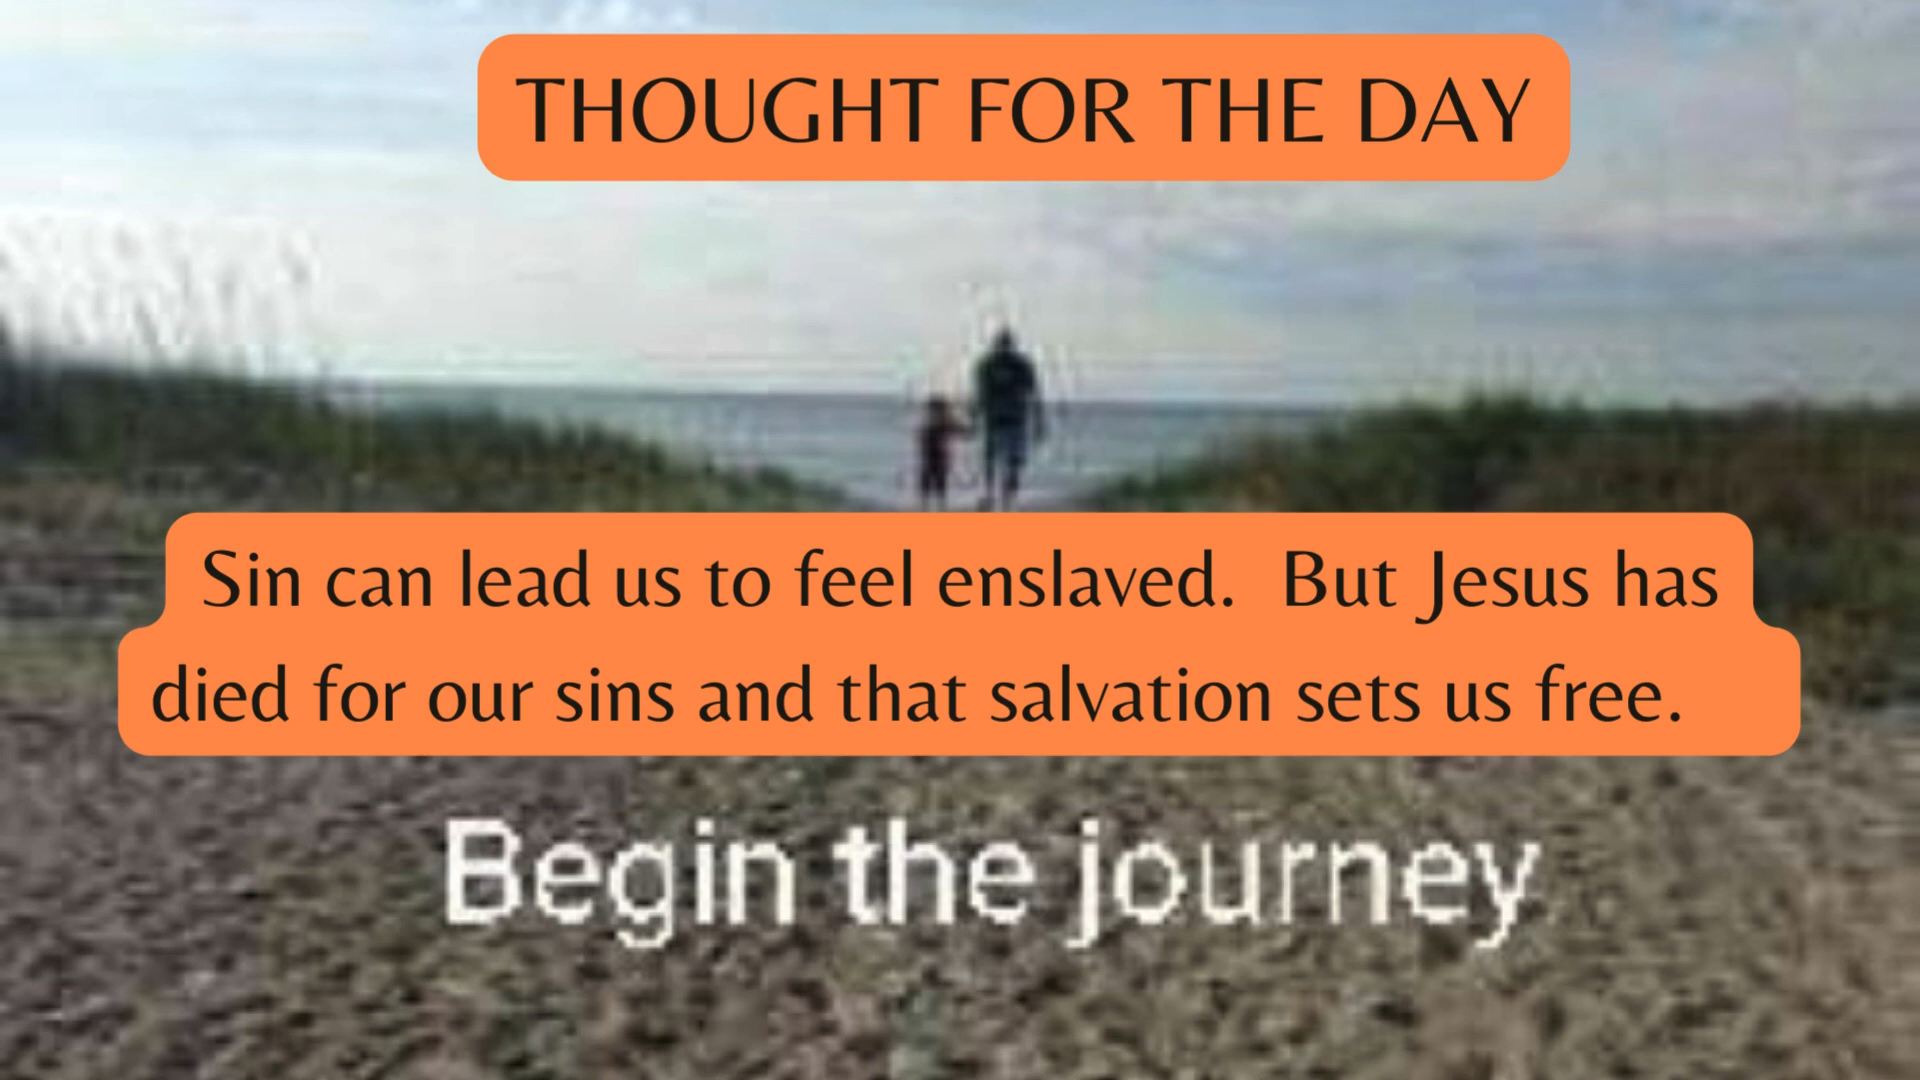 THOUGHT FOR THE DAY
Sin can lead us to feel enslaved.  But Jesus has
died for our sins and that salvation sets us free.
Begin the journey